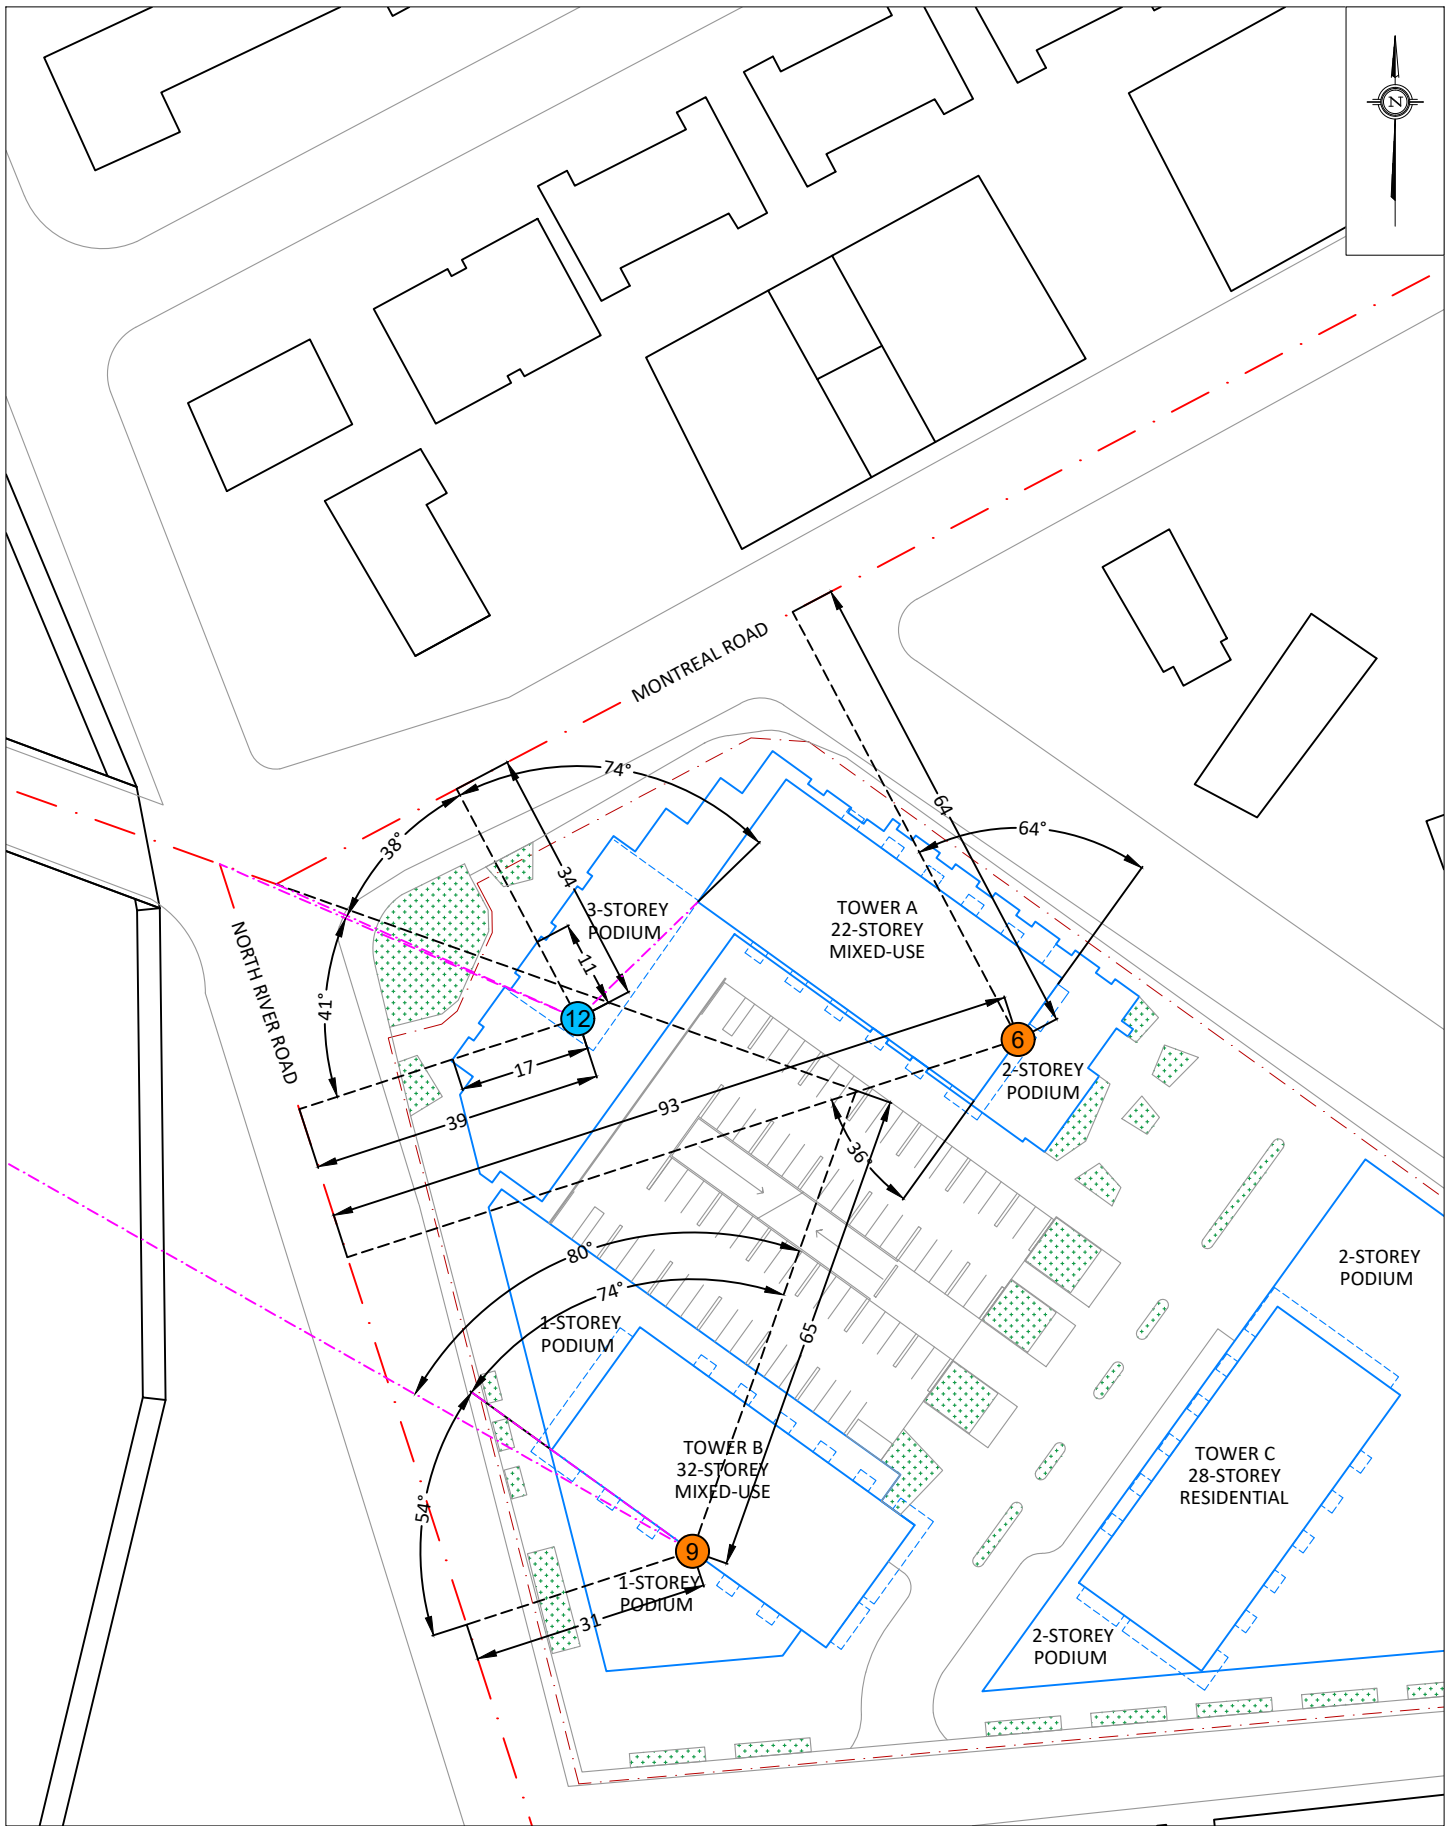 N
MONTREAL ROAD
74°
38°
34
64
64°
3-STOREY
PODIUM
TOWER A
22-STOREY
MIXED-USE
11
NORTH RIVER ROAD
41°
12
6
17
2-STOREY
PODIUM
39
93
36°
80°
74°
1-STOREY
PODIUM
65
2-STOREY
PODIUM
TOWER B
32-STOREY
MIXED-USE
TOWER C
28-STOREY
RESIDENTIAL
54°
9
1-STOREY
PODIUM
31
2-STOREY
PODIUM